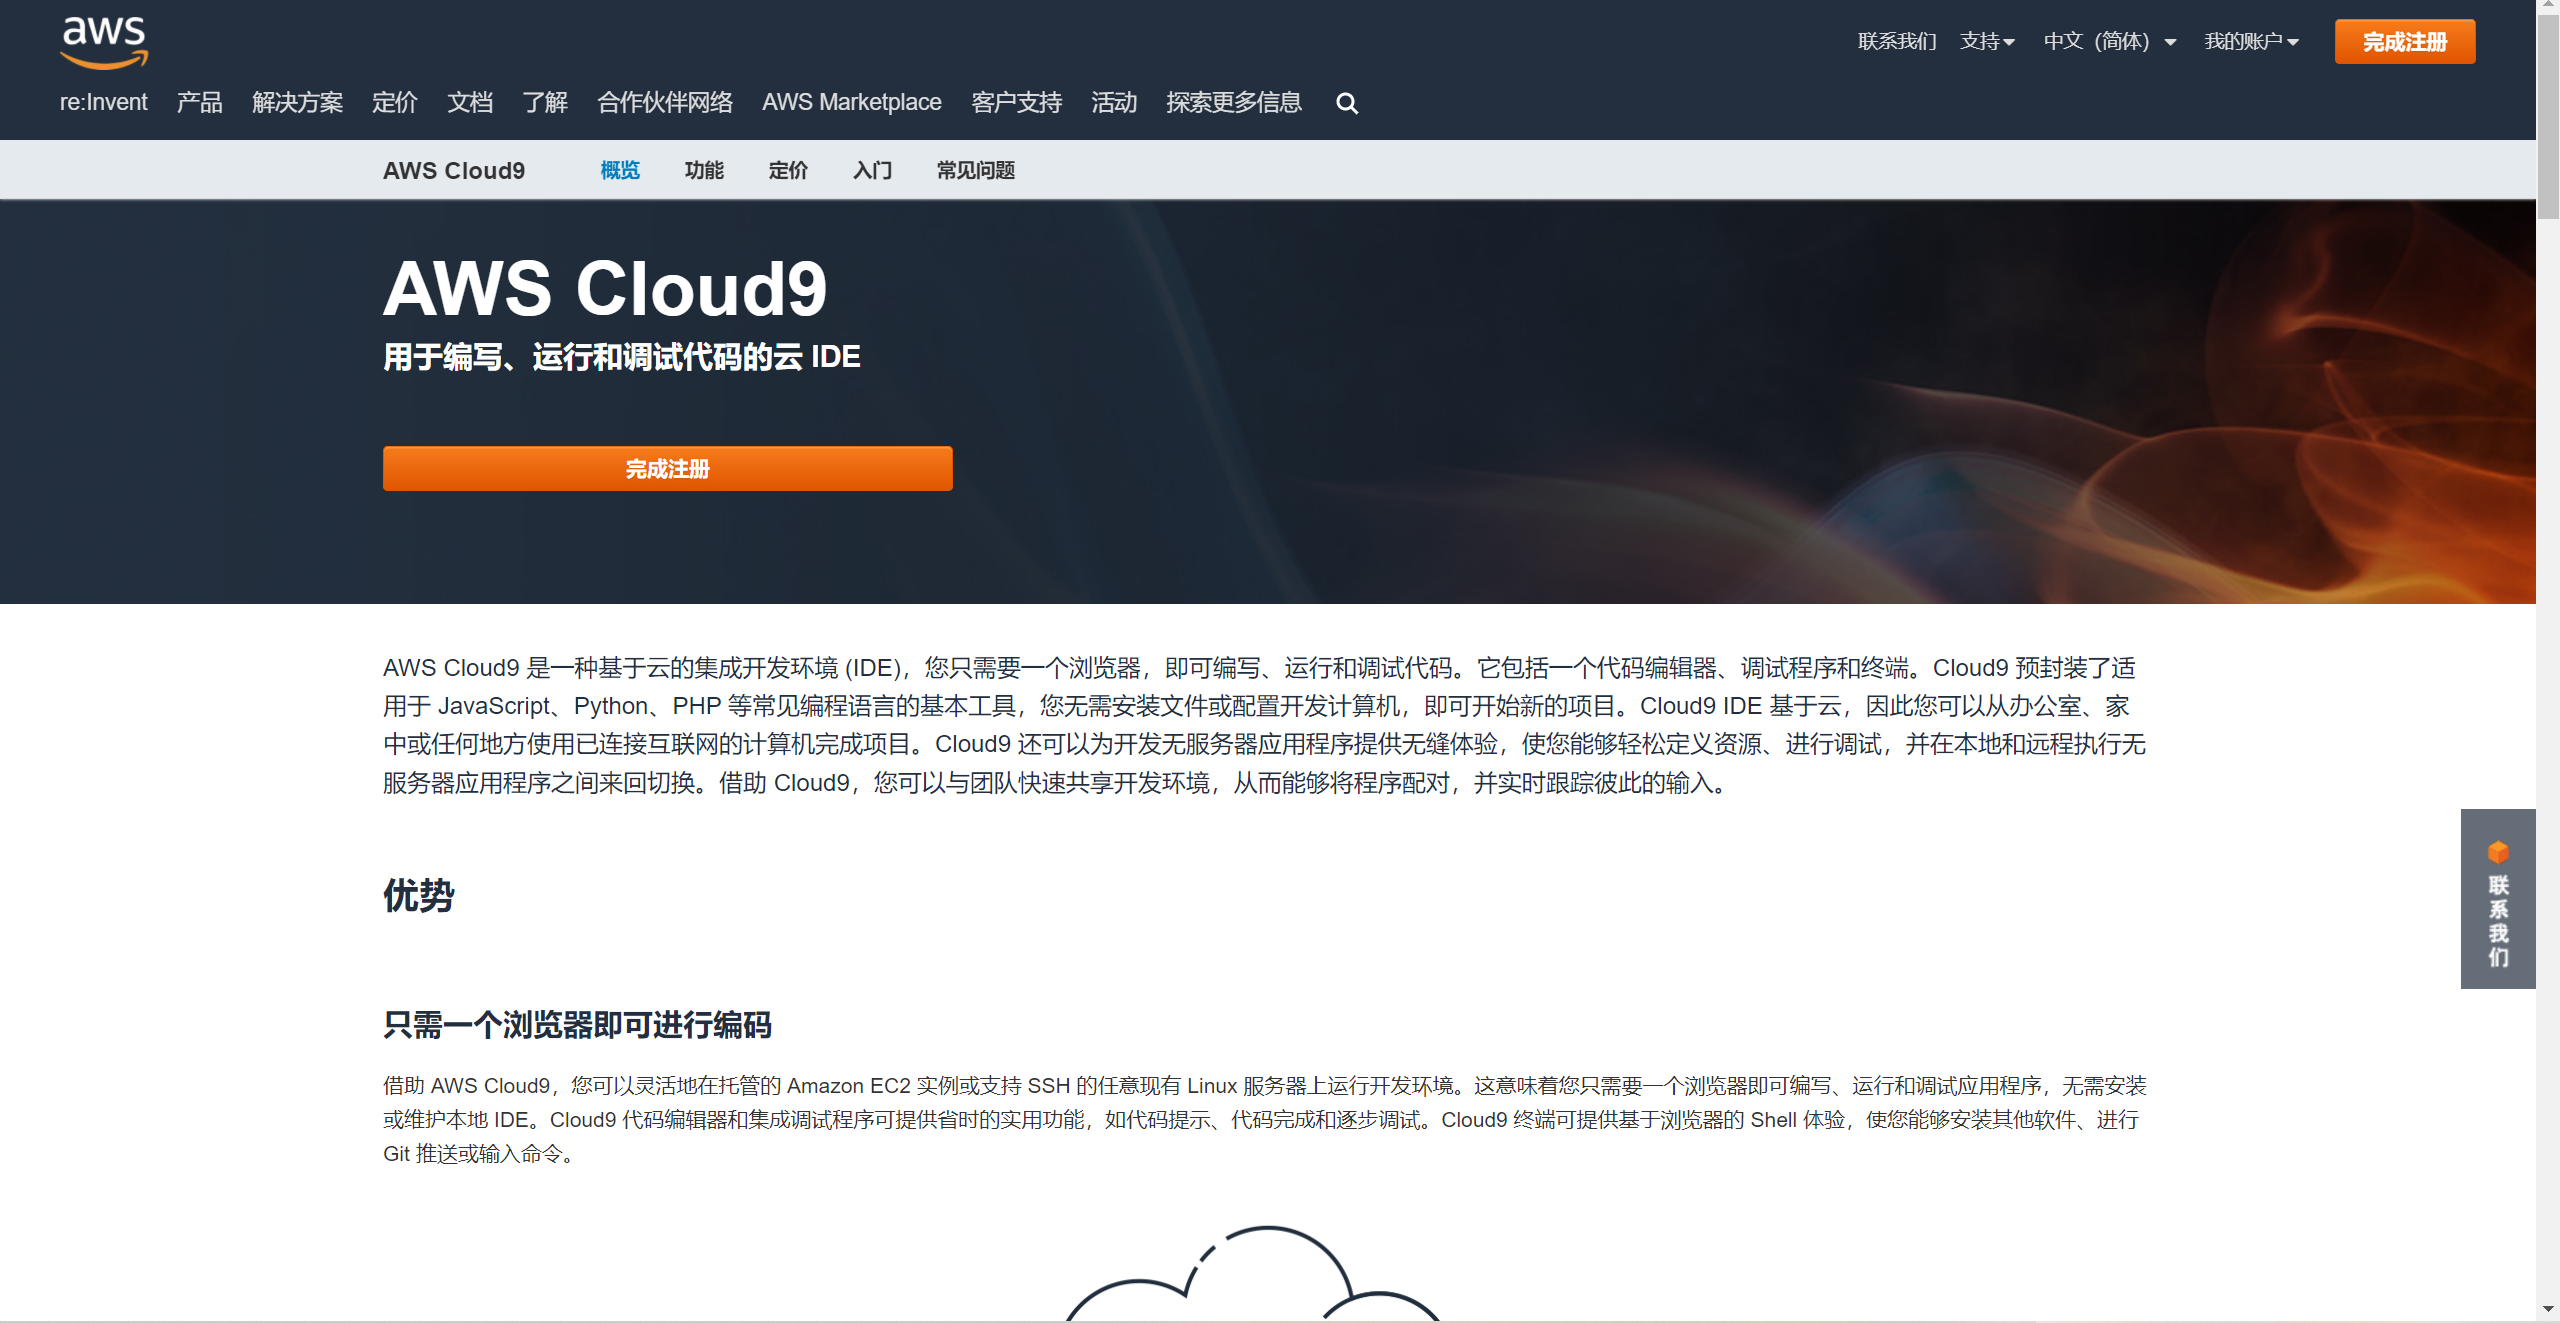 aws
联系我们 支持 中文 (简体) 我的账户 完成注册
re:Invent 产品 解决方案 定价 文档 了解 合作伙伴网络 AWS Marketplace 客户支持 活动 探索更多信息
AWS Cloud9 概览 功能 定价 入门 常见问题
AWS Cloud9
用于编写、运行和调试代码的云 IDE
完成注册
AWS Cloud9 是一种基于云的集成开发环境 (IDE)，您只需要一个浏览器，即可编写、运行和调试代码。它包括一个代码编辑器、调试程序和终端。Cloud9 预封装了适
用于 JavaScript、Python、PHP 等常见编程语言的基本工具，您无需安装文件或配置开发计算机，即可开始新的项目。Cloud9 IDE 基于云，因此您可以从办公室、家
中或任何地方使用已连接互联网的计算机完成项目。Cloud9 还可以为开发无服务器应用程序提供无缝体验，使您能够轻松定义资源、进行调试，并在本地和远程执行无
服务器应用程序之间来回切换。借助 Cloud9，您可以与团队快速共享开发环境，从而能够将程序配对，并实时跟踪彼此的输入。
联系我们
优势
只需一个浏览器即可进行编码
借助 AWS Cloud9，您可以灵活地在托管的 Amazon EC2 实例或支持 SSH 的任意现有 Linux 服务器上运行开发环境。这意味着您只需要一个浏览器即可编写、运行和调试应用程序，无需安装
或维护本地 IDE。Cloud9 代码编辑器和集成调试程序可提供省时的实用功能，如代码提示、代码完成和逐步调试。Cloud9 终端可提供基于浏览器的 Shell 体验，使您能够安装其他软件、进行
Git 推送或输入命令。